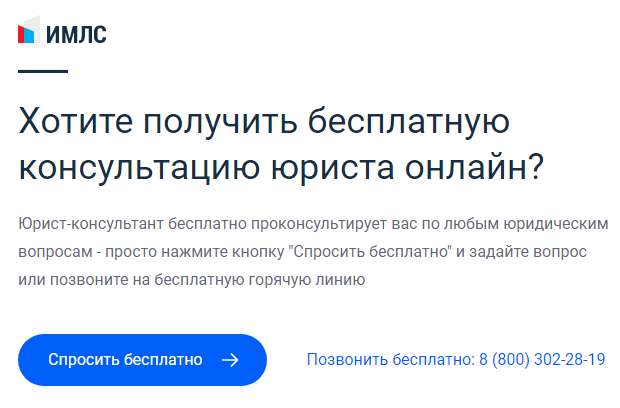 ИМЛС
Хотите получить бесплатную
консультацию юриста онлайн?
Юрист-консультант бесплатно проконсультирует вас по любым юридическим
вопросам - просто нажмите кнопку "Спросить бесплатно" и задайте вопрос
или позвоните на бесплатную горячую линию
Спросить бесплатно → Позвонить бесплатно: 8 (800) 302-28-19